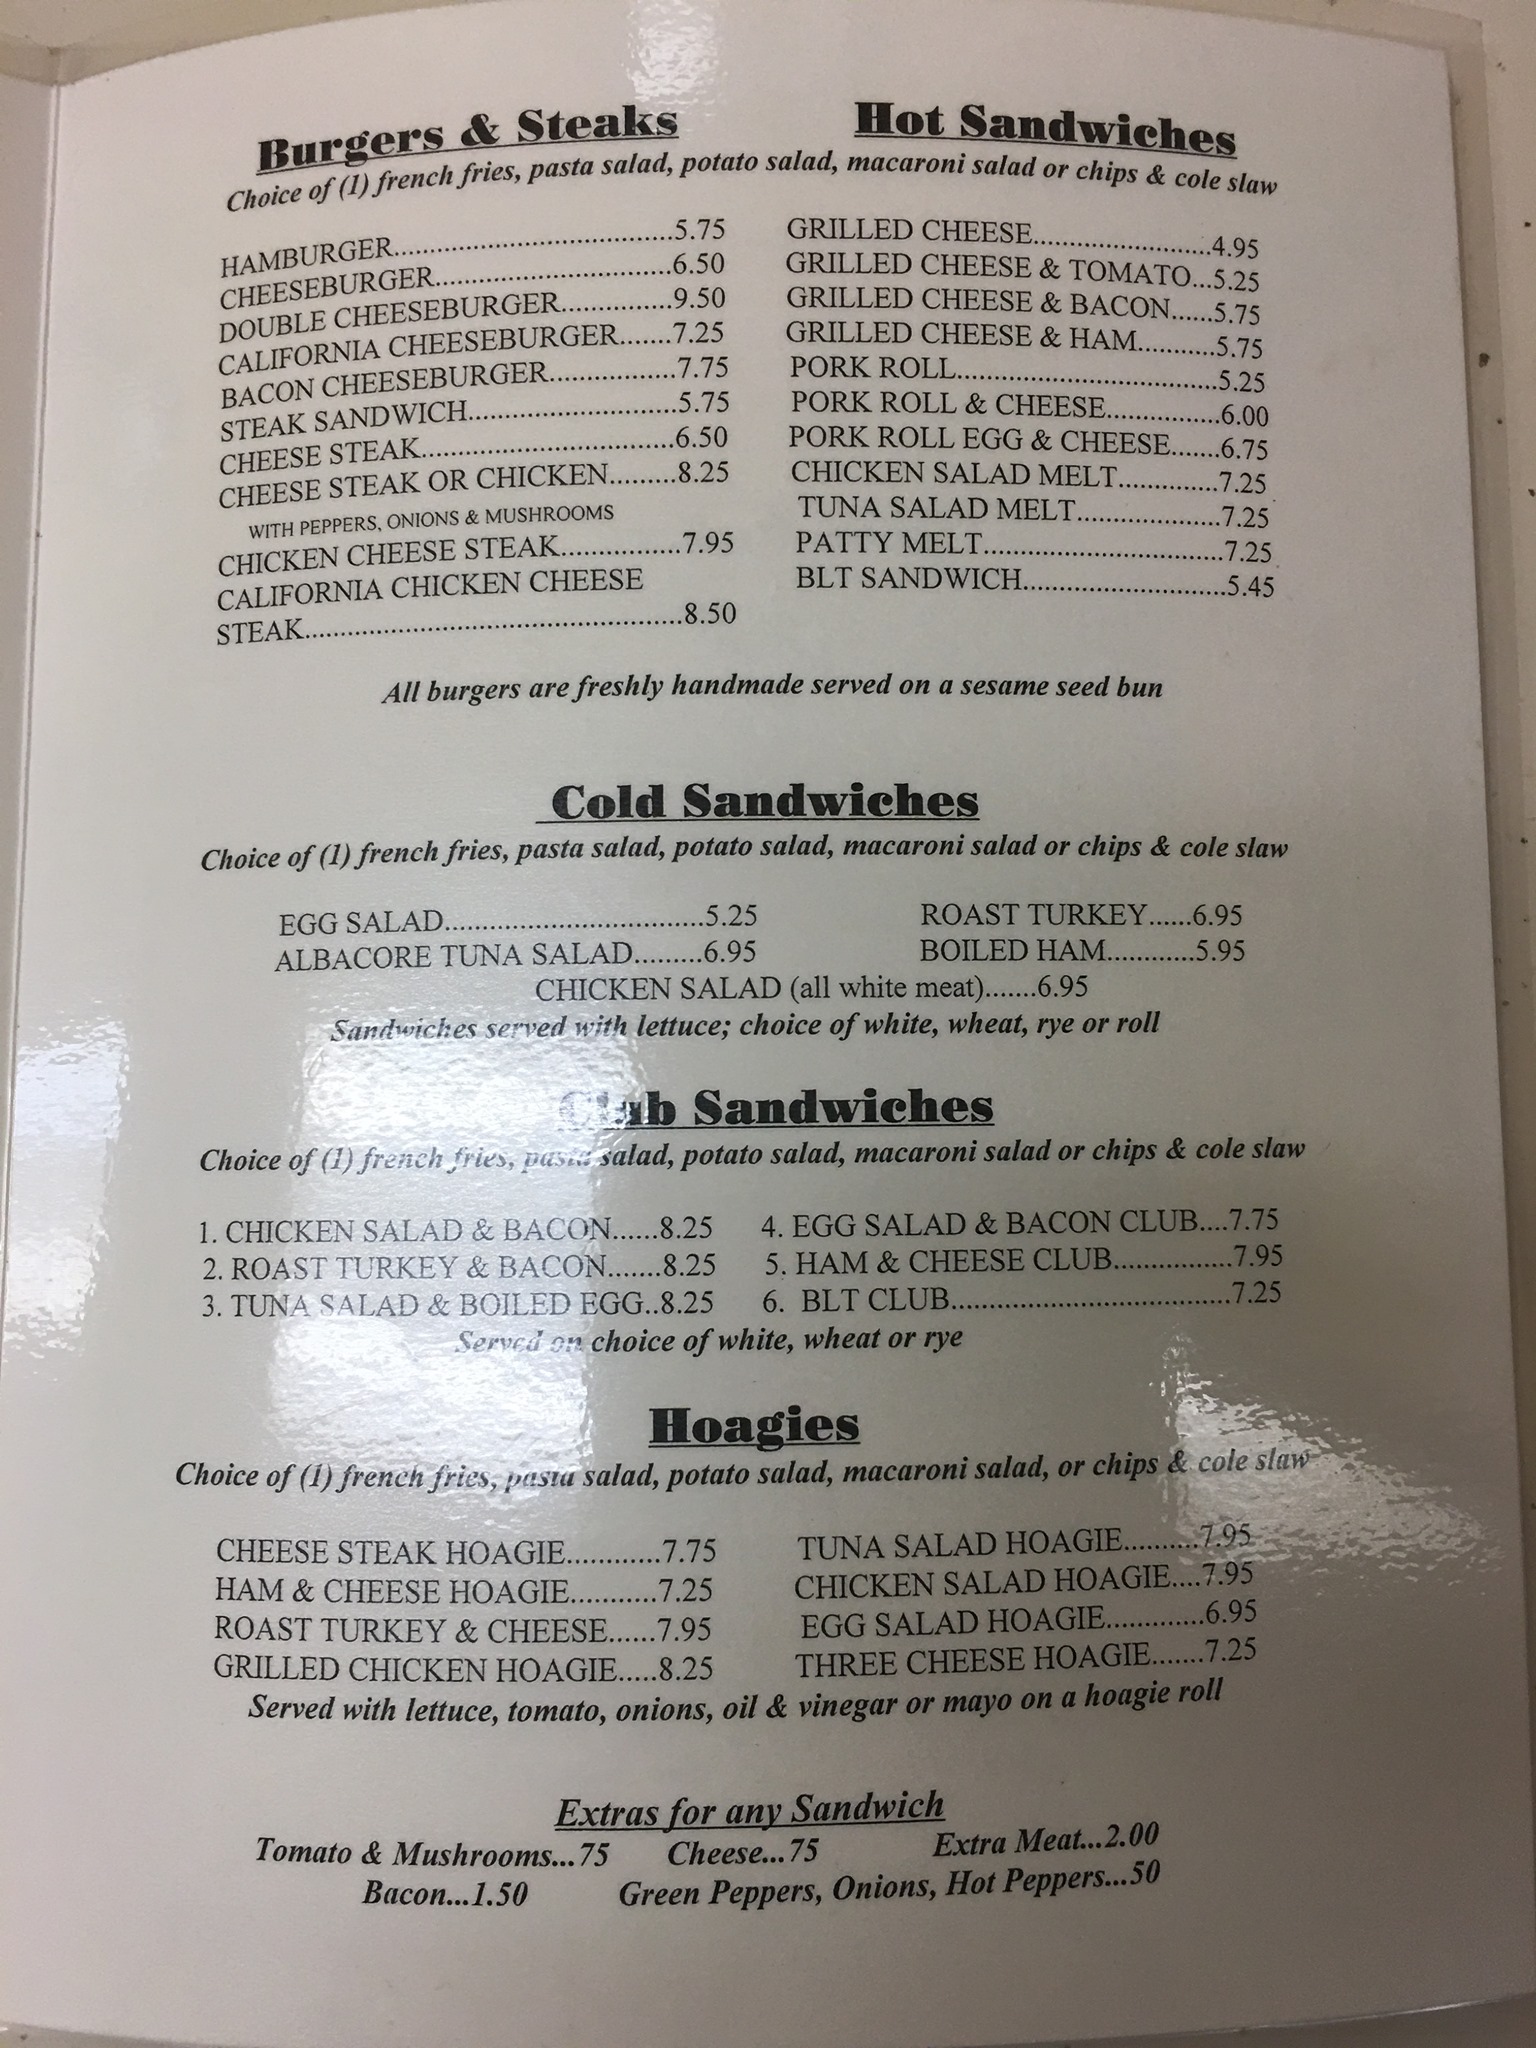 Burgers & Steaks
Hot Sandwiches
Choice of (1) french fries, pasta salad, potato salad, macaroni salad or chips & cole slaw
HAMBURGER..................................5.75
CHEESEBURGER............................6.50
DOUBLE CHEESEBURGER.............9.50
CALIFORNIA CHEESEBURGER.......7.25
BACON CHEESEBURGER...............7.75
STEAK SANDWICH.........................5.75
CHEESE STEAK..............................6.50
CHEESE STEAK OR CHICKEN.........8.25
WITH PEPPERS, ONIONS & MUSHROOMS
CHICKEN CHEESE STEAK...............7.95
CALIFORNIA CHICKEN CHEESE
STEAK..............................................8.50
GRILLED CHEESE......................4.95
GRILLED CHEESE & TOMATO...5.25
GRILLED CHEESE & BACON......5.75
GRILLED CHEESE & HAM...........5.75
PORK ROLL................................5.25
PORK ROLL & CHEESE..............6.00
PORK ROLL EGG & CHEESE.......6.75
CHICKEN SALAD MELT.............7.25
TUNA SALAD MELT..................7.25
PATTY MELT.............................7.25
BLT SANDWICH.........................5.45
All burgers are freshly handmade served on a sesame seed bun
Cold Sandwiches
Choice of (1) french fries, pasta salad, potato salad, macaroni salad or chips & cole slaw
EGG SALAD................................5.25
ROAST TURKEY......6.95
ALBACORE TUNA SALAD.........6.95
BOILED HAM............5.95
CHICKEN SALAD (all white meat).......6.95
Sandwiches served with lettuce; choice of white, wheat, rye or roll
Club Sandwiches
Choice of (1) french fries, pasta salad, potato salad, macaroni salad or chips & cole slaw
1. CHICKEN SALAD & BACON......8.25
2. ROAST TURKEY & BACON.......8.25
3. TUNA SALAD & BOILED EGG..8.25
4. EGG SALAD & BACON CLUB....7.75
5. HAM & CHEESE CLUB...............7.95
6. BLT CLUB...................................7.25
Served on choice of white, wheat or rye
Hoagies
Choice of (1) french fries, pasta salad, potato salad, macaroni salad, or chips & cole slaw
CHEESE STEAK HOAGIE............7.75
HAM & CHEESE HOAGIE...........7.25
ROAST TURKEY & CHEESE......7.95
GRILLED CHICKEN HOAGIE.....8.25
TUNA SALAD HOAGIE..........7.95
CHICKEN SALAD HOAGIE....7.95
EGG SALAD HOAGIE.............6.95
THREE CHEESE HOAGIE.......7.25
Served with lettuce, tomato, onions, oil & vinegar or mayo on a hoagie roll
Extras for any Sandwich
Tomato & Mushrooms...75 Cheese...75 Extra Meat...2.00
Bacon...1.50 Green Peppers, Onions, Hot Peppers...50